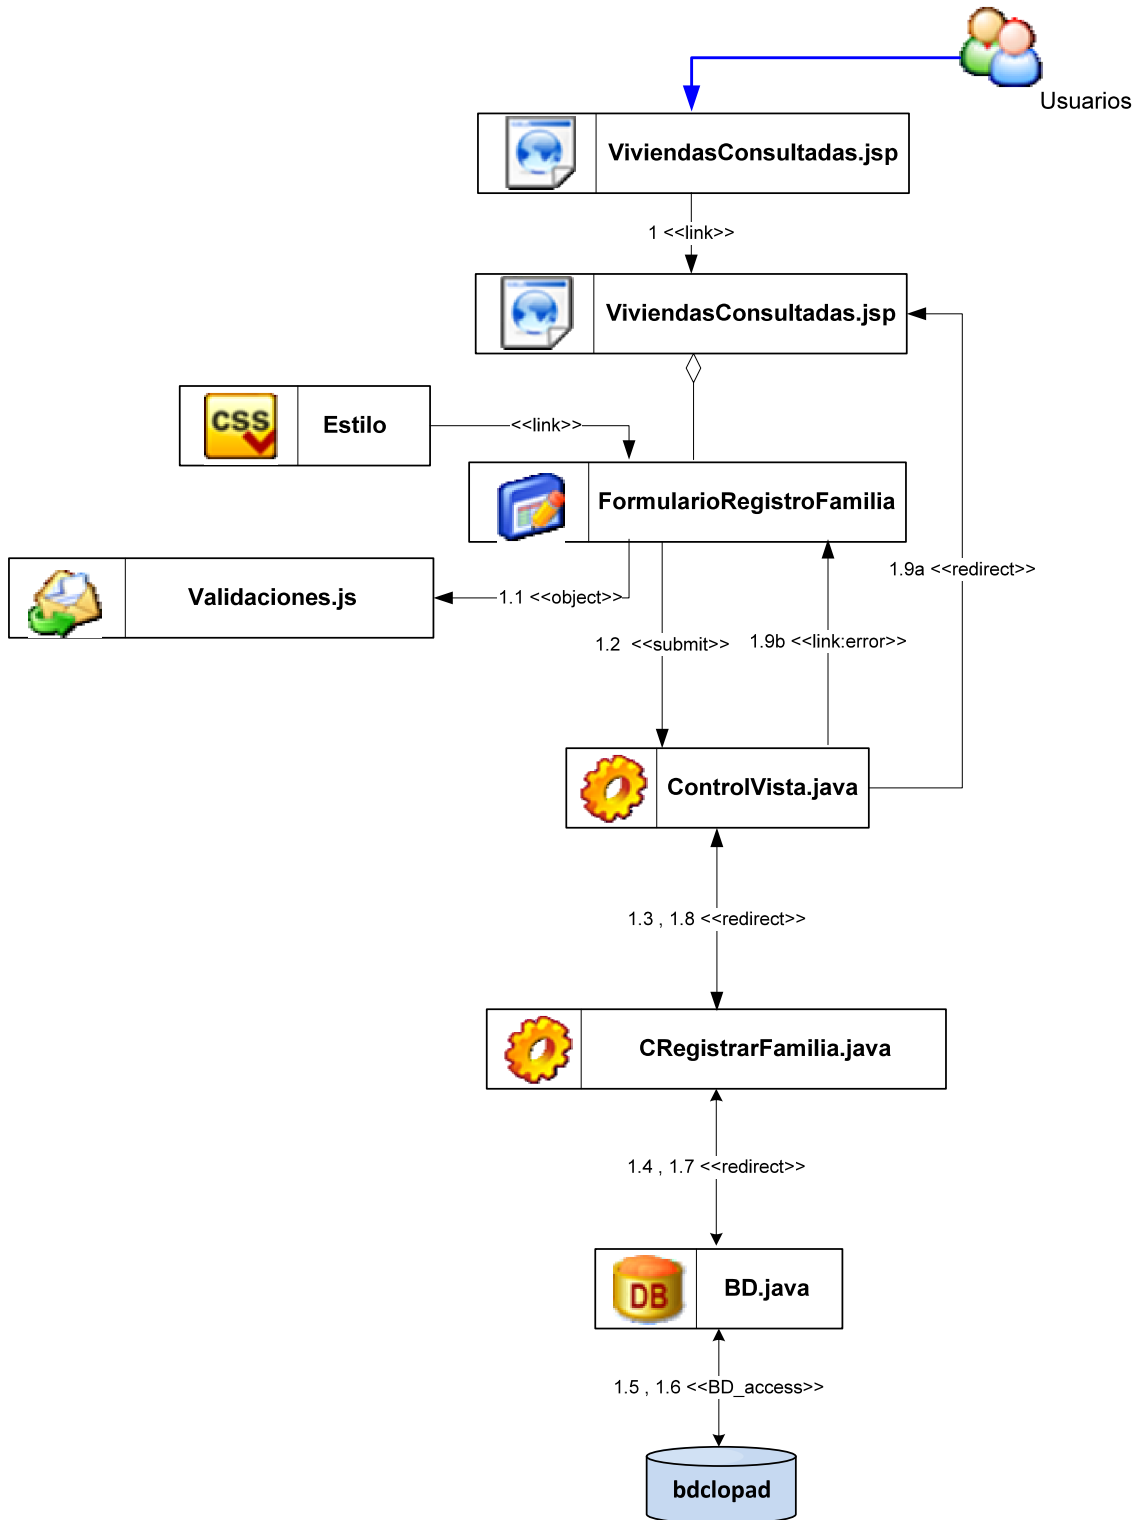 Usuarios
ViviendasConsultadas.jsp
1 <<link>>
ViviendasConsultadas.jsp
CSS
Estilo
<<link>>
FormularioRegistroFamilia
1.9a <<redirect>>
Validaciones.js
1.1 <<object>>
1.2 <<submit>>
1.9b <<link:error>>
ControlVista.java
1.3 , 1.8 <<redirect>>
CRegistrarFamilia.java
1.4 , 1.7 <<redirect>>
DB
BD.java
1.5 , 1.6 <<BD_access>>
bdclopad